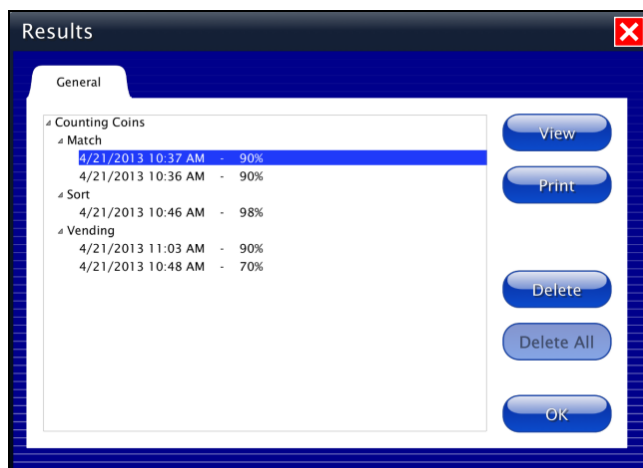 Results
General
Counting Coins
Match
4/21/2013 10:37 AM - 90%
4/21/2013 10:36 AM - 90%
Sort
4/21/2013 10:46 AM - 98%
Vending
4/21/2013 11:03 AM - 90%
4/21/2013 10:48 AM - 70%
View
Print
Delete
Delete All
OK